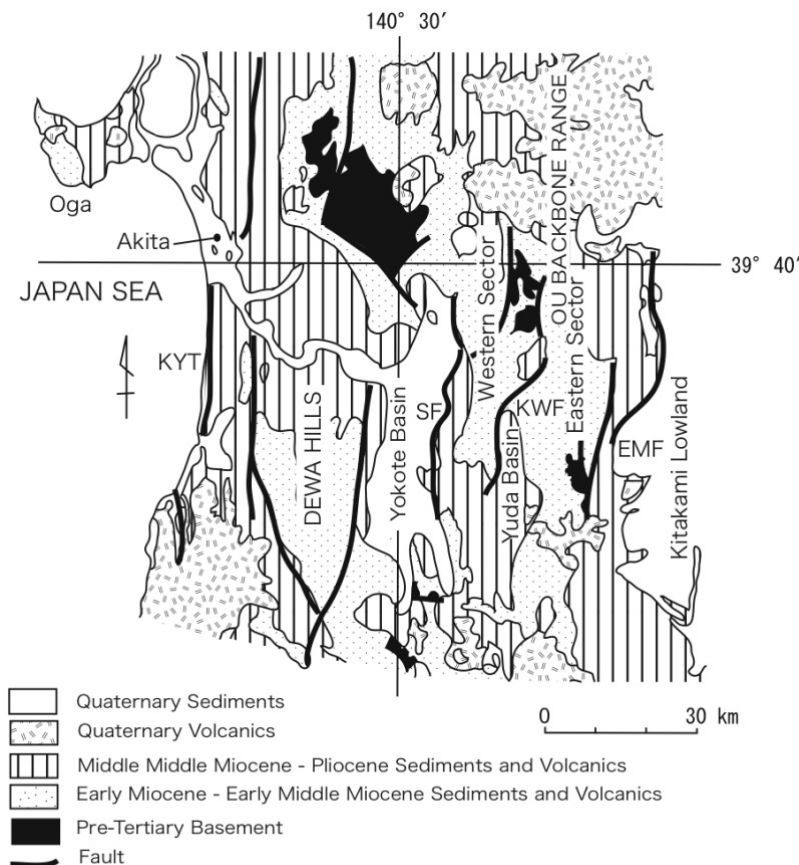 140° 30′
OU BACKBONE RANGE
Oga
Akita
39° 40′
JAPAN SEA
Western Sector
Eastern Sector
KYT
DEWA HILLS
Yokote Basin
SF
KWF
Yuda Basin
EMF
Kitakami Lowland
Quaternary Sediments
Quaternary Volcanics
0 30 km
Middle Middle Miocene - Pliocene Sediments and Volcanics
Early Miocene - Early Middle Miocene Sediments and Volcanics
Pre-Tertiary Basement
Fault